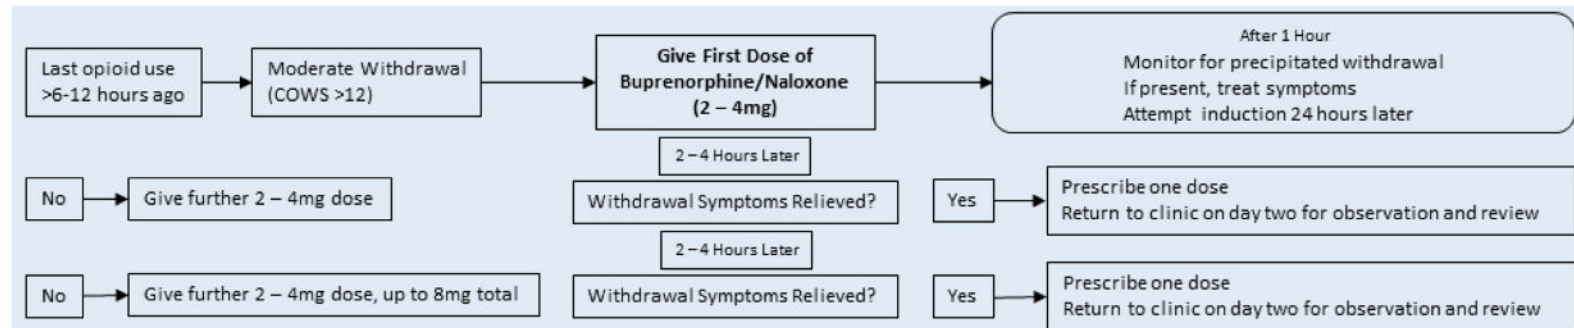 Last opioid use
>6-12 hours ago
Moderate Withdrawal
(COWS >12)
Give First Dose of
Buprenorphine/Naloxone
(2 – 4mg)
After 1 Hour
Monitor for precipitated withdrawal
If present, treat symptoms
Attempt induction 24 hours later
2 – 4 Hours Later
No
Give further 2 – 4mg dose
Withdrawal Symptoms Relieved?
Yes
Prescribe one dose
Return to clinic on day two for observation and review
2 – 4 Hours Later
No
Give further 2 – 4mg dose, up to 8mg total
Withdrawal Symptoms Relieved?
Yes
Prescribe one dose
Return to clinic on day two for observation and review